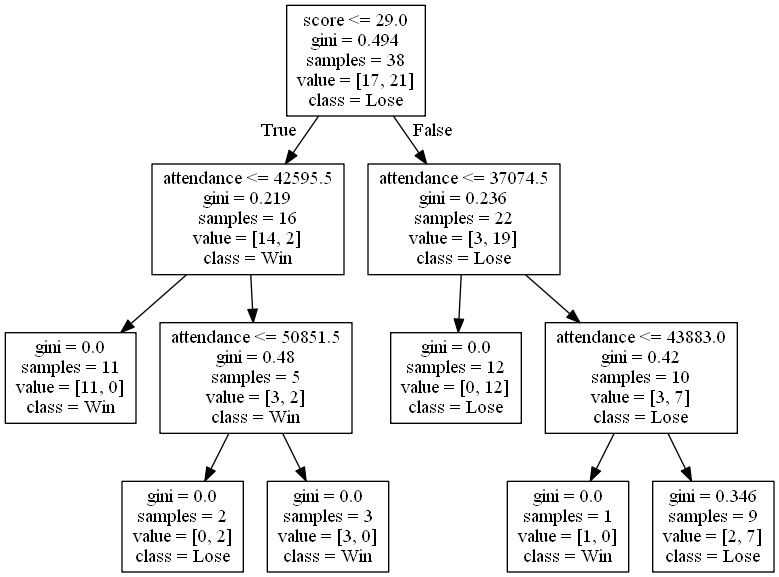 score <= 29.0
gini = 0.494
samples = 38
value = [17, 21]
class = Lose
True
False
attendance <= 42595.5
gini = 0.219
samples = 16
value = [14, 2]
class = Win
attendance <= 37074.5
gini = 0.236
samples = 22
value = [3, 19]
class = Lose
gini = 0.0
samples = 11
value = [11, 0]
class = Win
attendance <= 50851.5
gini = 0.48
samples = 5
value = [3, 2]
class = Win
gini = 0.0
samples = 12
value = [0, 12]
class = Lose
attendance <= 43883.0
gini = 0.42
samples = 10
value = [3, 7]
class = Lose
gini = 0.0
samples = 2
value = [0, 2]
class = Lose
gini = 0.0
samples = 3
value = [3, 0]
class = Win
gini = 0.0
samples = 1
value = [1, 0]
class = Win
gini = 0.346
samples = 9
value = [2, 7]
class = Lose